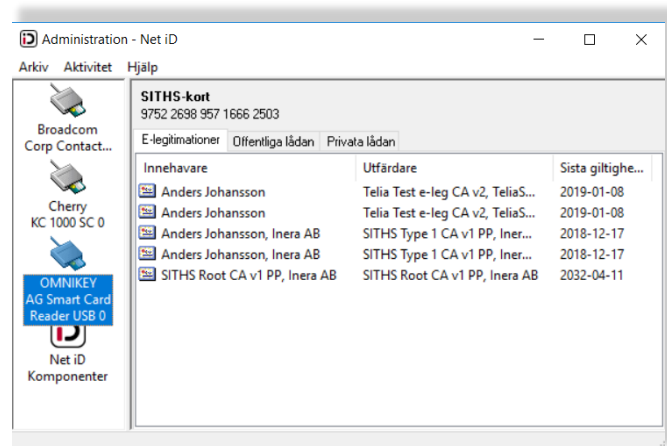 Administration - Net iD
Arkiv Aktivitet Hjälp
Broadcom
Corp Contact...
Cherry
KC 1000 SC 0
OMNIKEY
AG Smart Card
Reader USB 0
Net iD
Komponenter
SITHS-kort
9752 2698 957 1666 2503
E-legitimationer Offentliga lådan Privata lådan
Innehavare Utfärdare Sista giltighe...
Anders Johansson Telia Test e-leg CA v2, TeliaS... 2019-01-08
Anders Johansson Telia Test e-leg CA v2, TeliaS... 2019-01-08
Anders Johansson, Inera AB SITHS Type 1 CA v1 PP, Iner... 2018-12-17
Anders Johansson, Inera AB SITHS Type 1 CA v1 PP, Iner... 2018-12-17
SITHS Root CA v1 PP, Inera AB SITHS Root CA v1 PP, Inera AB 2032-04-11